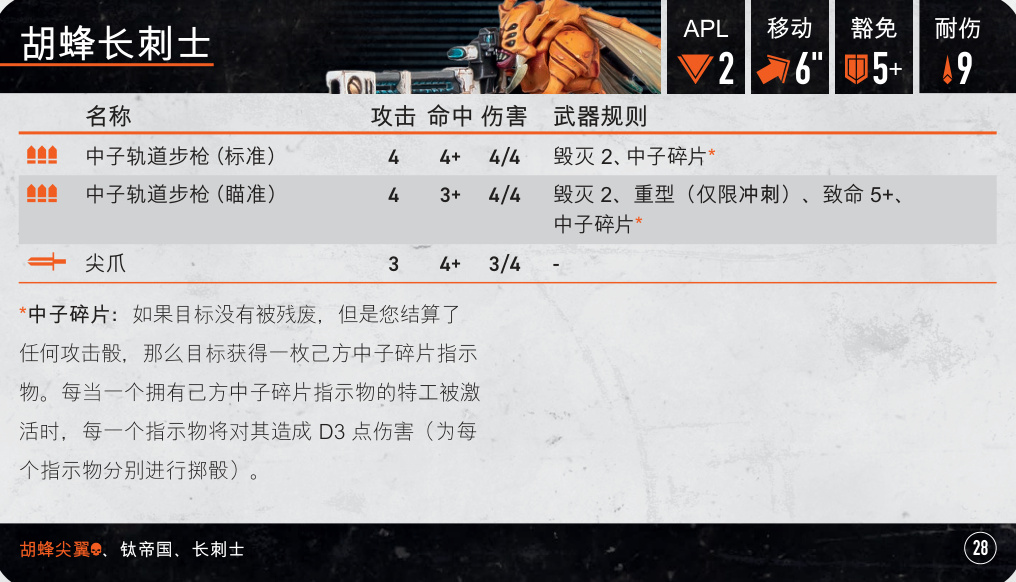 胡蜂长刺士
APL 移动 豁免 耐伤
2 6" 5+ 9
名称 攻击 命中 伤害 武器规则
中子轨道步枪（标准） 4 4+ 4/4 毁灭 2、中子碎片*
中子轨道步枪（瞄准） 4 3+ 4/4 毁灭 2、重型（仅限冲刺）、致命 5+、
中子碎片*
尖爪 3 4+ 3/4 -
*中子碎片：如果目标没有被残废，但是您结算了
任何攻击骰，那么目标获得一枚己方中子碎片指示
物。每当一个拥有己方中子碎片指示物的特工被激
活时，每一个指示物将对其造成 D3 点伤害（为每
个指示物分别进行掷骰）。
胡蜂尖翼、钛帝国、长刺士
28